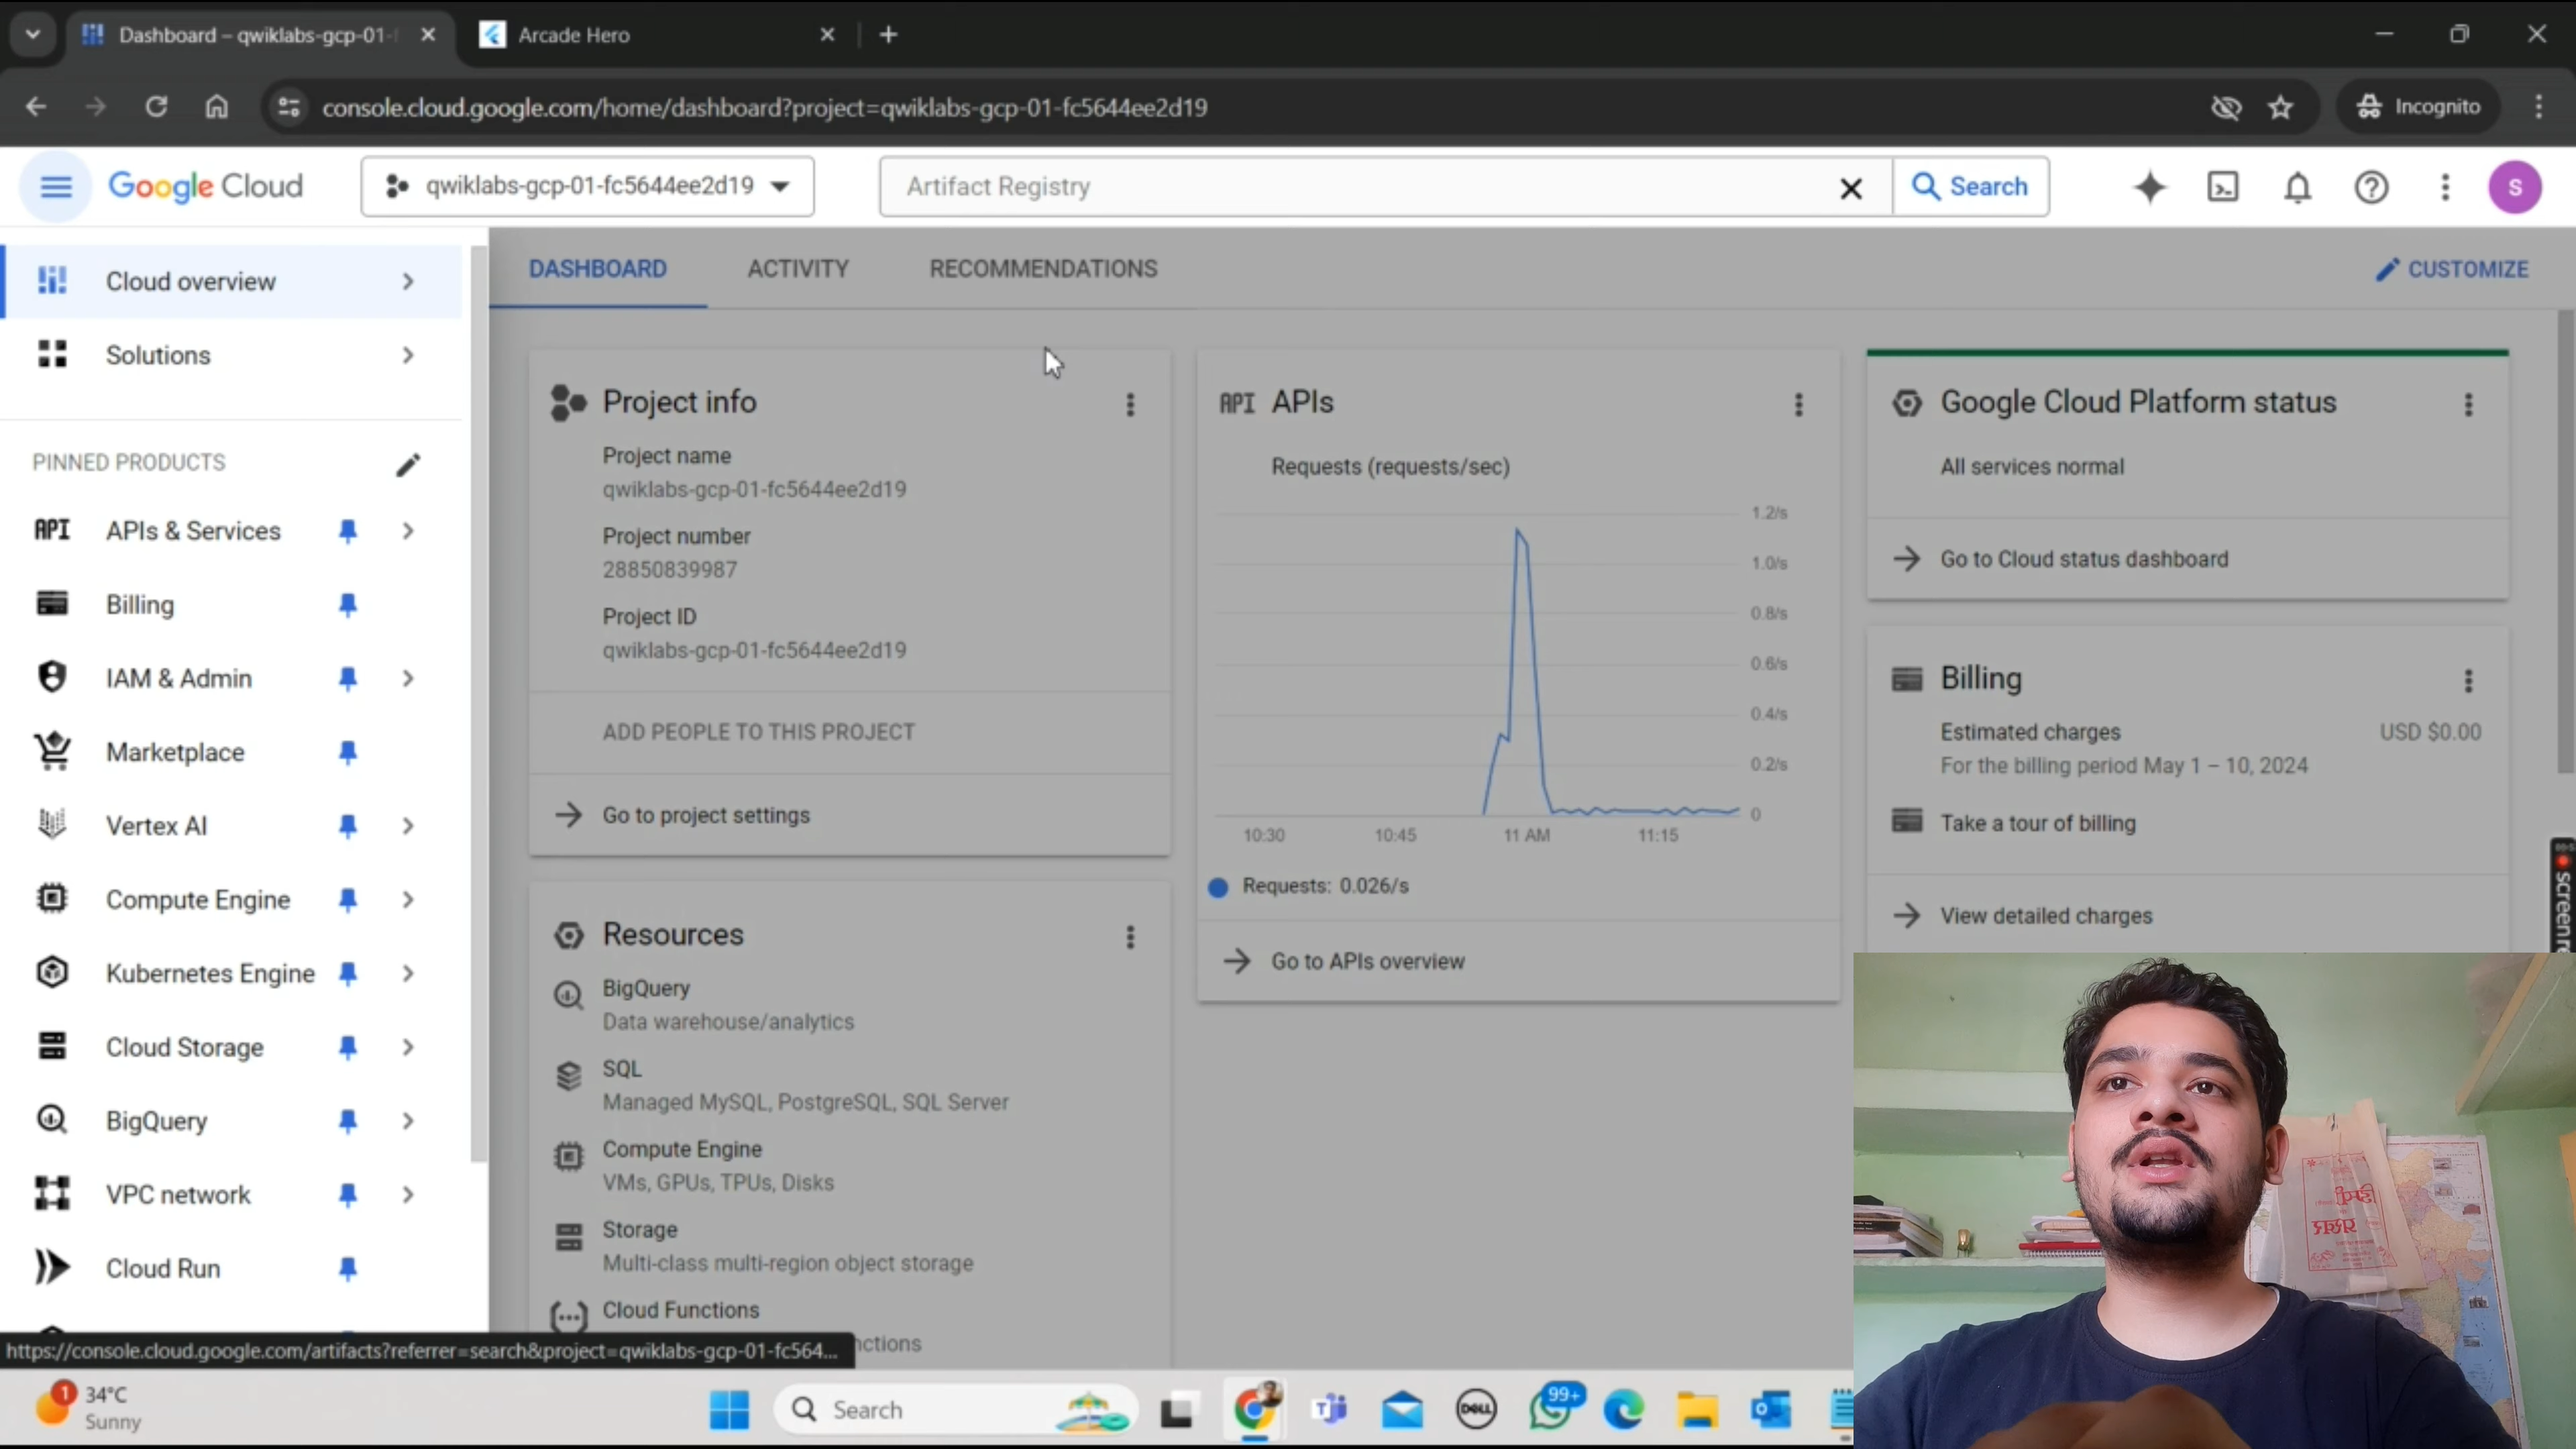 Dashboard – qwiklabs-gcp-01-
Arcade Hero
console.cloud.google.com/home/dashboard?project=qwiklabs-gcp-01-fc5644ee2d19
Incognito
Google Cloud
qwiklabs-gcp-01-fc5644ee2d19
Artifact Registry
Search
S
Cloud overview
Solutions
PINNED PRODUCTS
API APIs & Services
Billing
IAM & Admin
Marketplace
Vertex AI
Compute Engine
Kubernetes Engine
Cloud Storage
BigQuery
VPC network
Cloud Run
DASHBOARD
ACTIVITY
RECOMMENDATIONS
CUSTOMIZE
Project info
Project name
qwiklabs-gcp-01-fc5644ee2d19
Project number
28850839987
Project ID
qwiklabs-gcp-01-fc5644ee2d19
ADD PEOPLE TO THIS PROJECT
Go to project settings
Resources
BigQuery
Data warehouse/analytics
SQL
Managed MySQL, PostgreSQL, SQL Server
Compute Engine
VMs, GPUs, TPUs, Disks
Storage
Multi-class multi-region object storage
Cloud Functions
nctions
API APIs
Requests (requests/sec)
1.2/s
1.0/s
0.8/s
0.6/s
0.4/s
0.2/s
0
10:30
10:45
11 AM
11:15
Requests: 0.026/s
Go to APIs overview
Google Cloud Platform status
All services normal
Go to Cloud status dashboard
Billing
Estimated charges
USD $0.00
For the billing period May 1 – 10, 2024
Take a tour of billing
View detailed charges
screen r
https://console.cloud.google.com/artifacts?referrer=search&project=qwiklabs-gcp-01-fc564...
1
34°C
Sunny
Search
DELL
99+